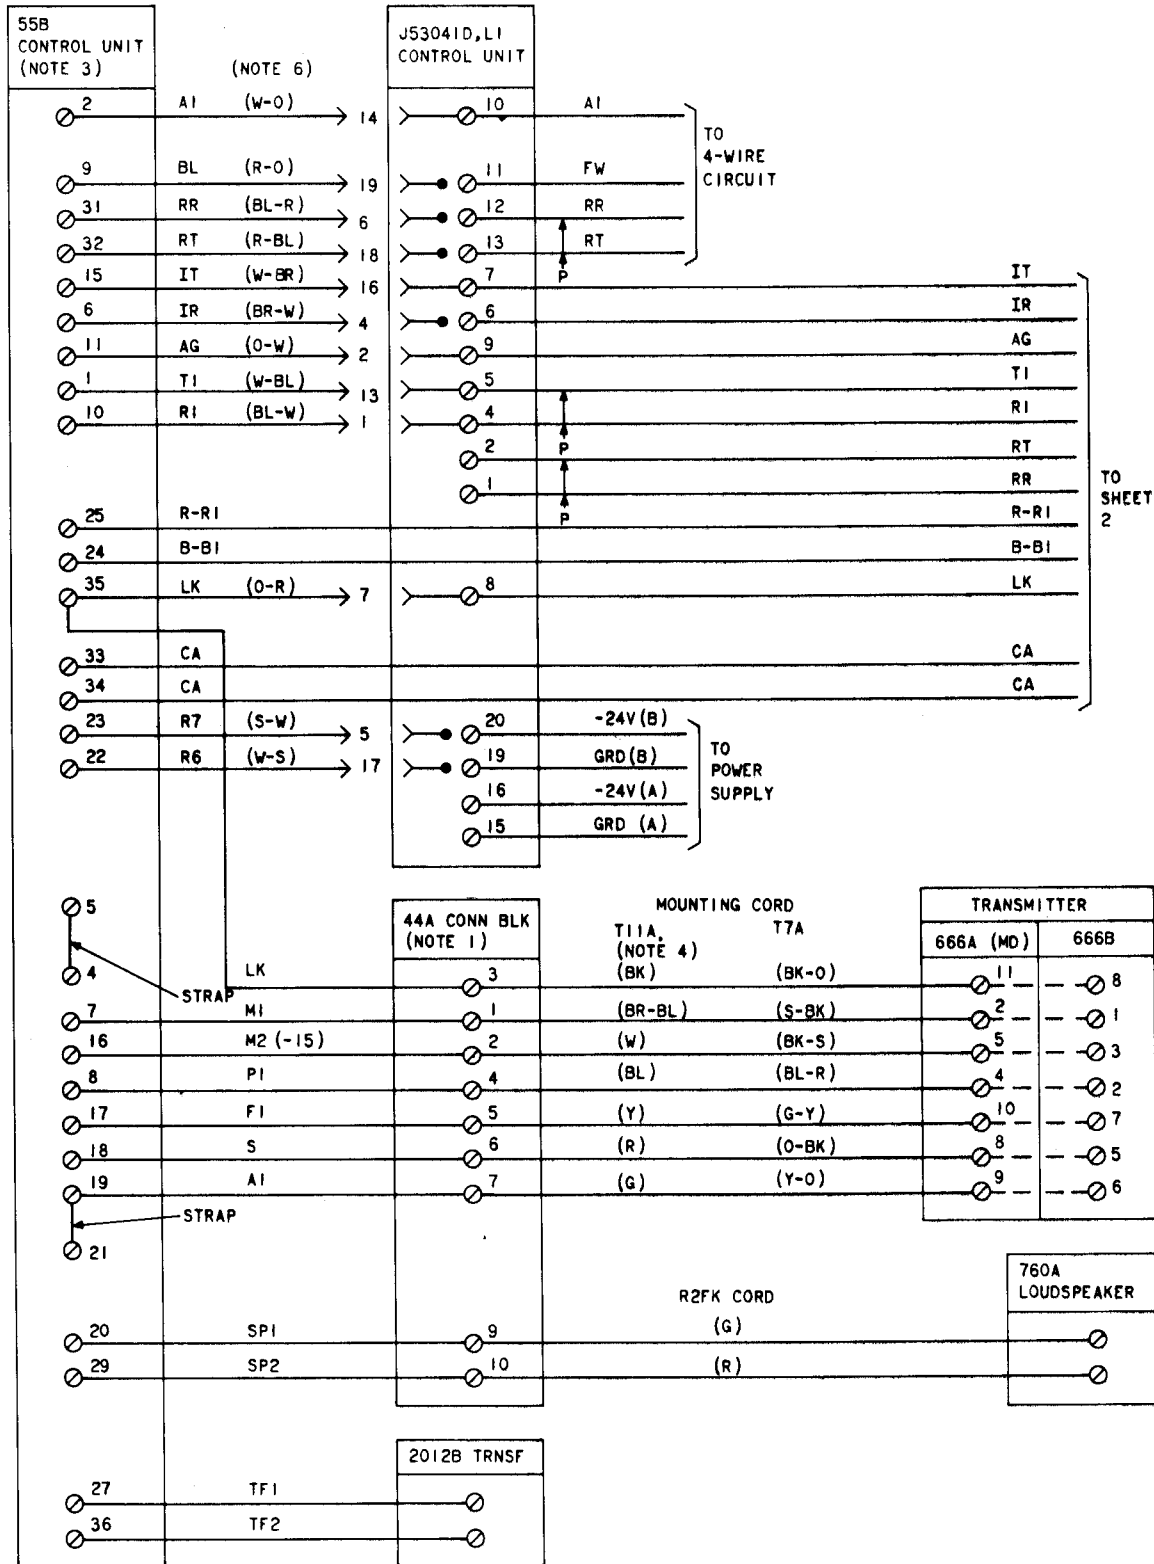 55B
CONTROL UNIT
(NOTE 3)
(NOTE 6)
J53041D,L1
CONTROL UNIT
2 A1 (W-O) 14 10 A1
TO
4-WIRE
CIRCUIT
9 BL (R-O) 19 11 FW
31 RR (BL-R) 6 12 RR
32 RT (R-BL) 18 13 RT
P
15 IT (W-BR) 16 7 IT
6 IR (BR-W) 4 6 IR
11 AG (O-W) 2 9 AG
1 T1 (W-BL) 13 5 T1
10 R1 (BL-W) 1 4 R1
P
2 RT
1 RR
P
TO
SHEET
2
25 R-R1 R-R1
24 B-B1 B-B1
35 LK (O-R) 7 8 LK
33 CA CA
34 CA CA
23 R7 (S-W) 5 20 -24V(B)
22 R6 (W-S) 17 19 GRD(B)
16 -24V(A)
15 GRD (A)
TO
POWER
SUPPLY
5
4
STRAP
44A CONN BLK
(NOTE 1)
MOUNTING CORD
T11A,
(NOTE 4)
T7A
TRANSMITTER
666A (MD) 666B
LK 3 (BK) (BK-O) 11 8
7 M1 1 (BR-BL) (S-BK) 2 1
16 M2 (-15) 2 (W) (BK-S) 5 3
8 P1 4 (BL) (BL-R) 4 2
17 F1 5 (Y) (G-Y) 10 7
18 S 6 (R) (O-BK) 8 5
19 A1 7 (G) (Y-O) 9 6
STRAP
21
760A
LOUDSPEAKER
R2FK CORD
20 SP1 9 (G)
29 SP2 10 (R)
2012B TRNSF
27 TF1
36 TF2